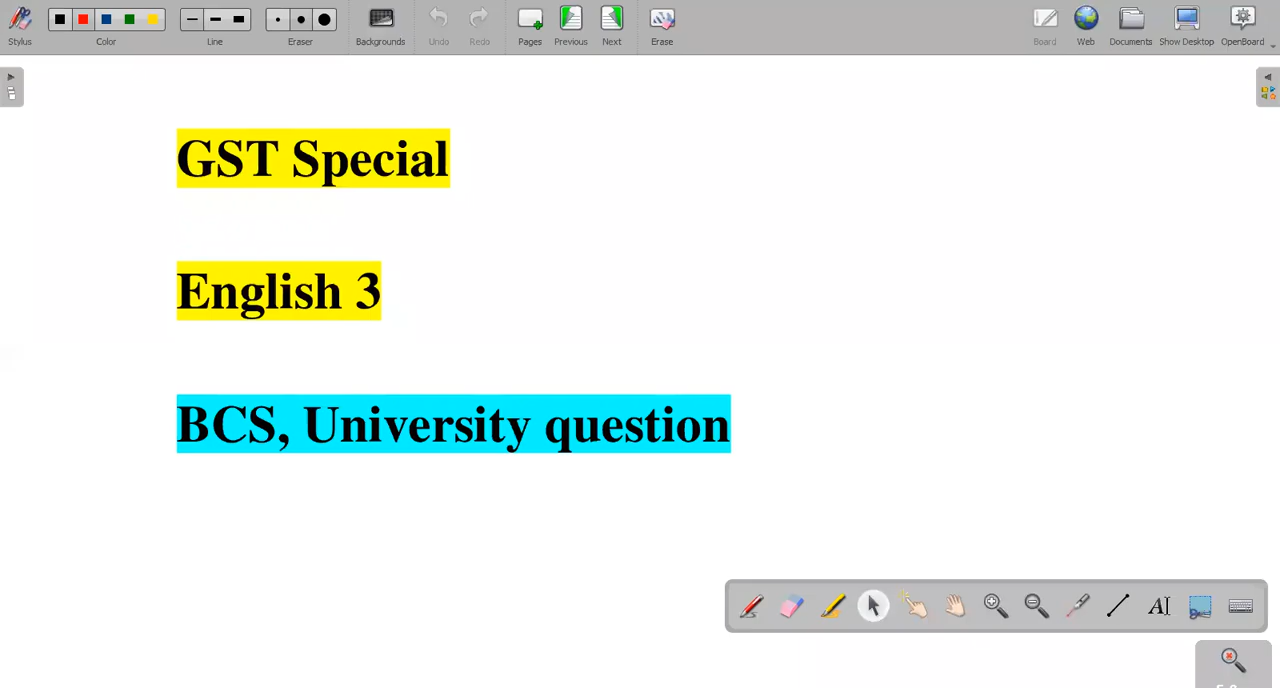 Stylus Color Line Eraser Backgrounds Undo Redo Pages Previous Next Erase Board Web Documents Show Desktop OpenBoard
GST Special
English 3
BCS, University question
AI